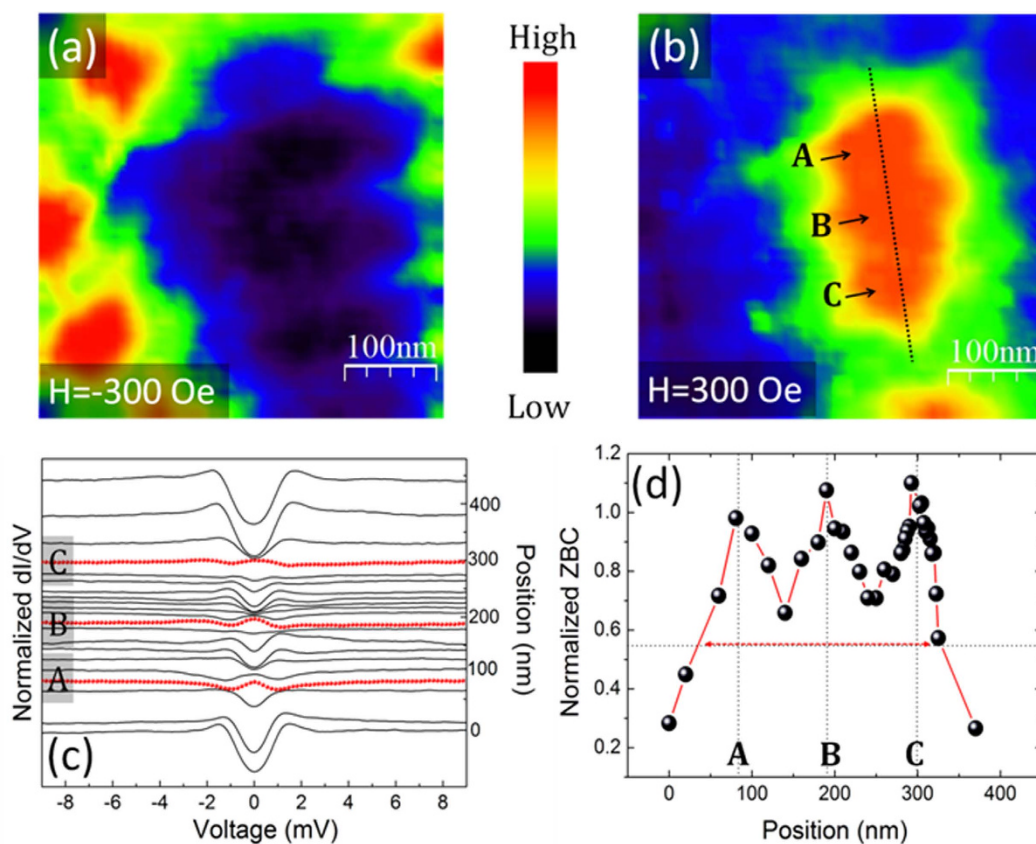 (a)
High
(b)
A
B
C
100nm
100nm
H=-300 Oe
Low
H=300 Oe
Normalized dI/dV
C
B
A
400
300
200
100
0
Position (nm)
(c)
-8 -6 -4 -2 0 2 4 6 8
Voltage (mV)
Normalized ZBC
1.2
1.0
0.8
0.6
0.4
0.2
(d)
A B C
0 100 200 300 400
Position (nm)